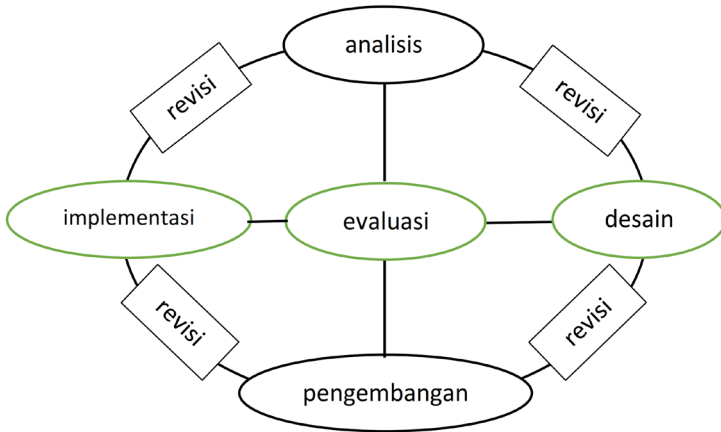 analisis
revisi
revisi
implementasi
evaluasi
desain
revisi
revisi
pengembangan